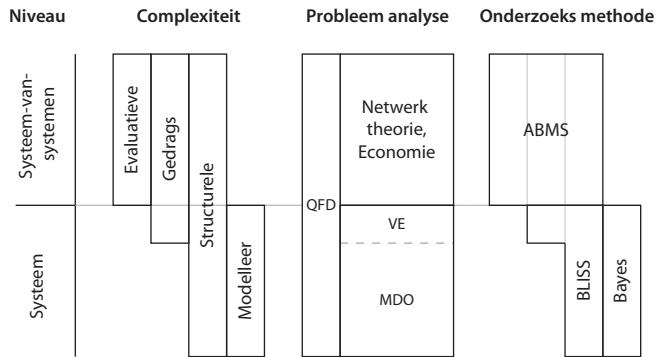 Niveau
Complexiteit
Probleem analyse
Onderzoeks methode
Systeem-van-
systemen
Evaluatieve
Gedrags
Structurele
Netwerk
theorie,
Economie
ABMS
QFD
VE
Systeem
Modelleer
MDO
BLISS
Bayes